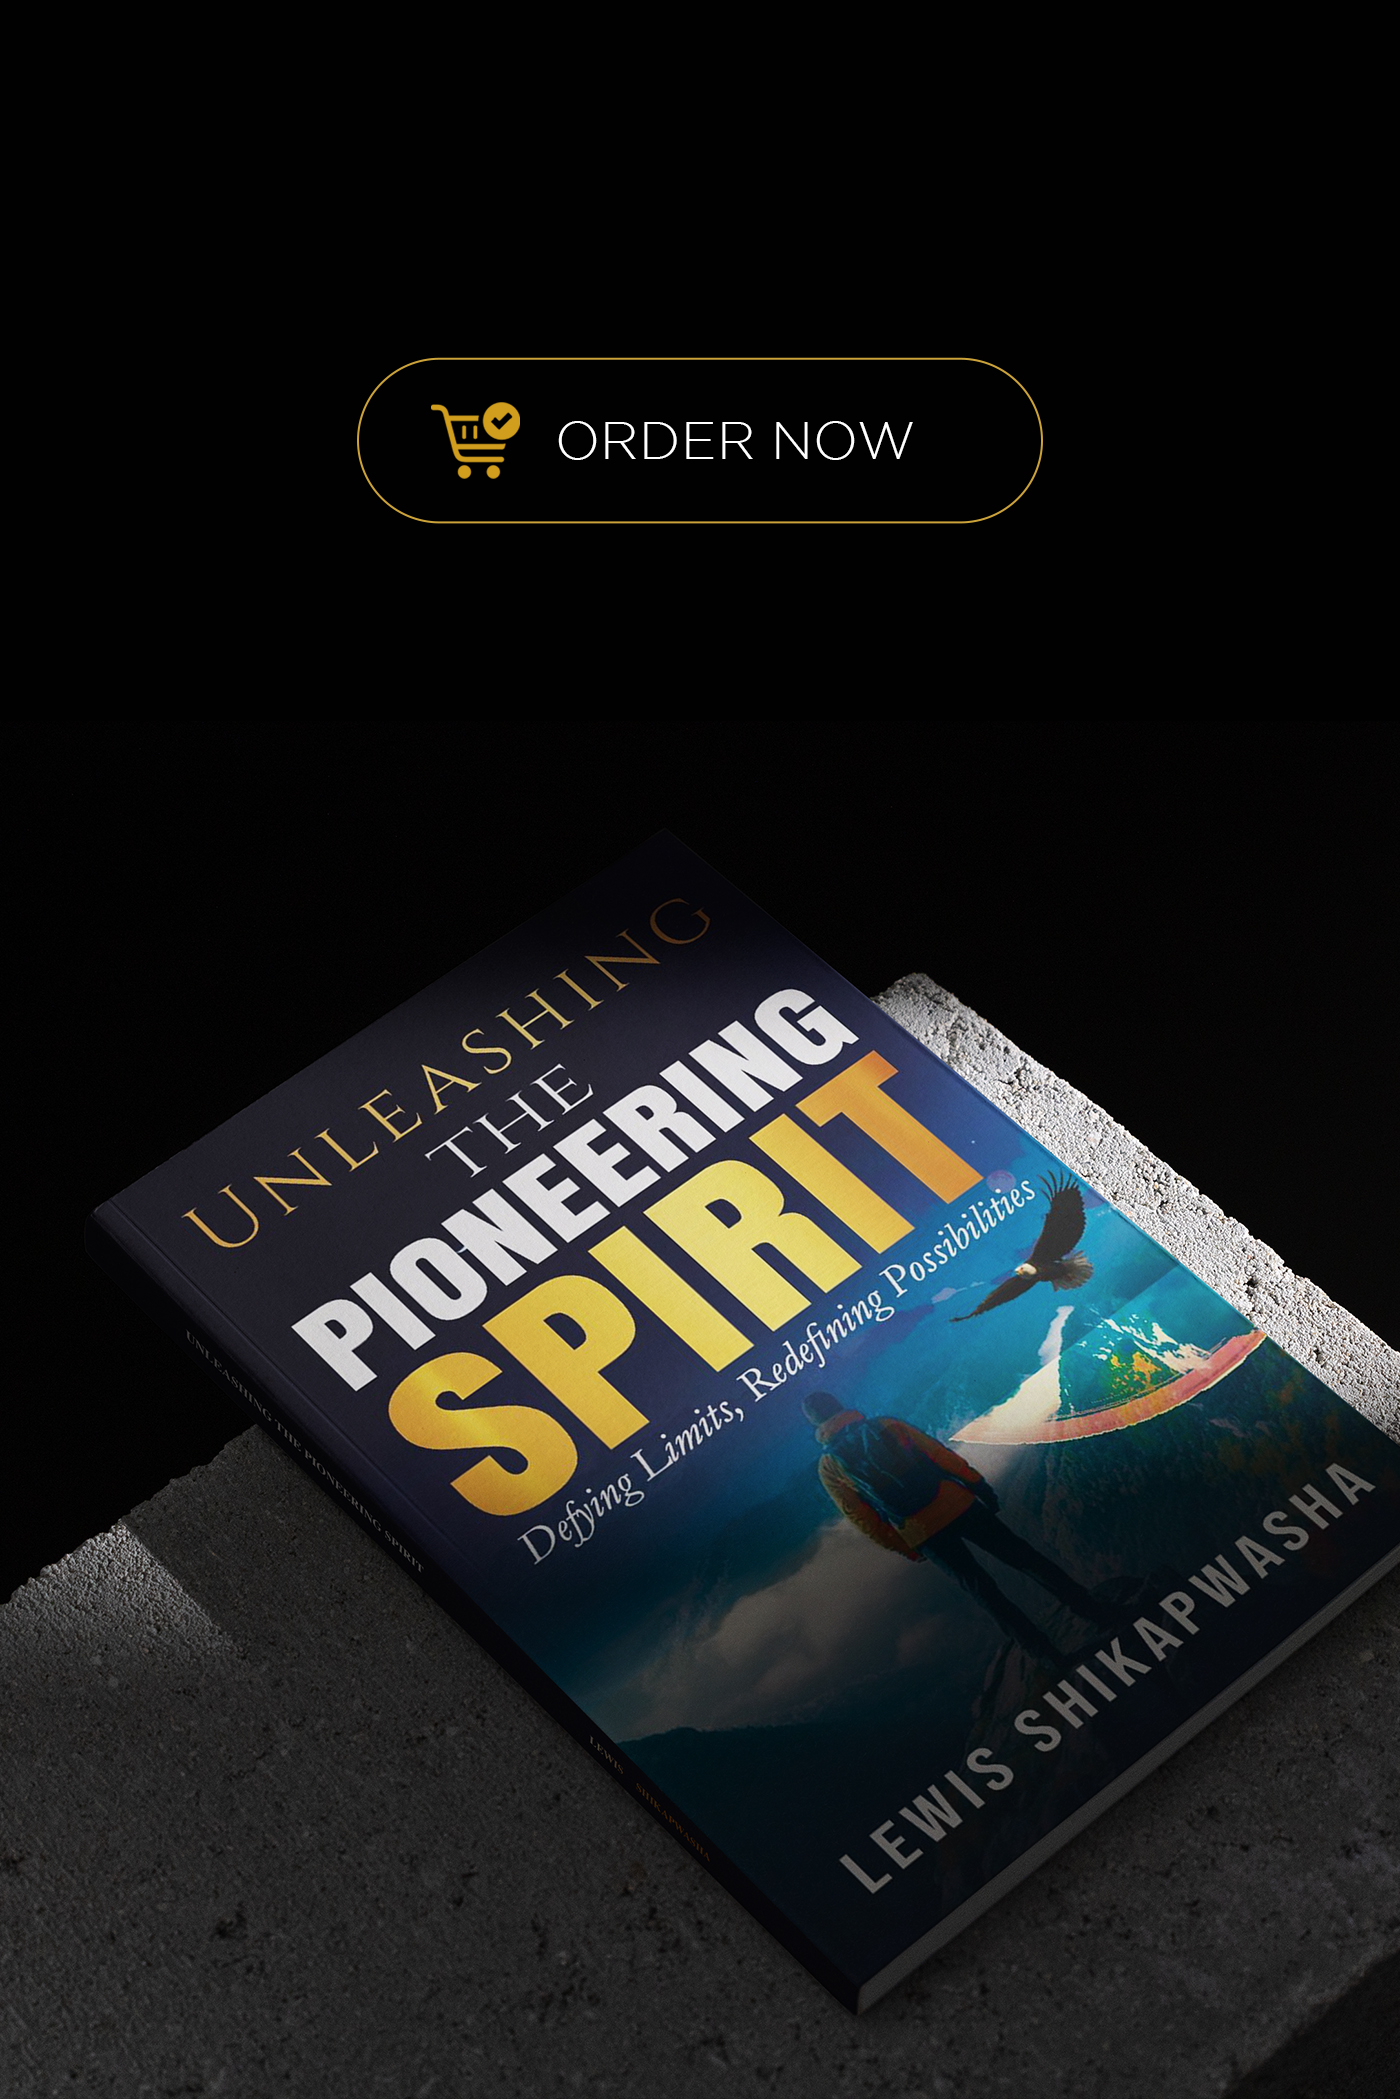 ORDER NOW
UNLEASHING
THE
PIONEERING
SPIRIT
Defying Limits, Redefining Possibilities
LEWIS SHIKAPWASHA
UNLEASHING THE PIONEERING SPIRIT
LEWIS SHIKAPWASHA